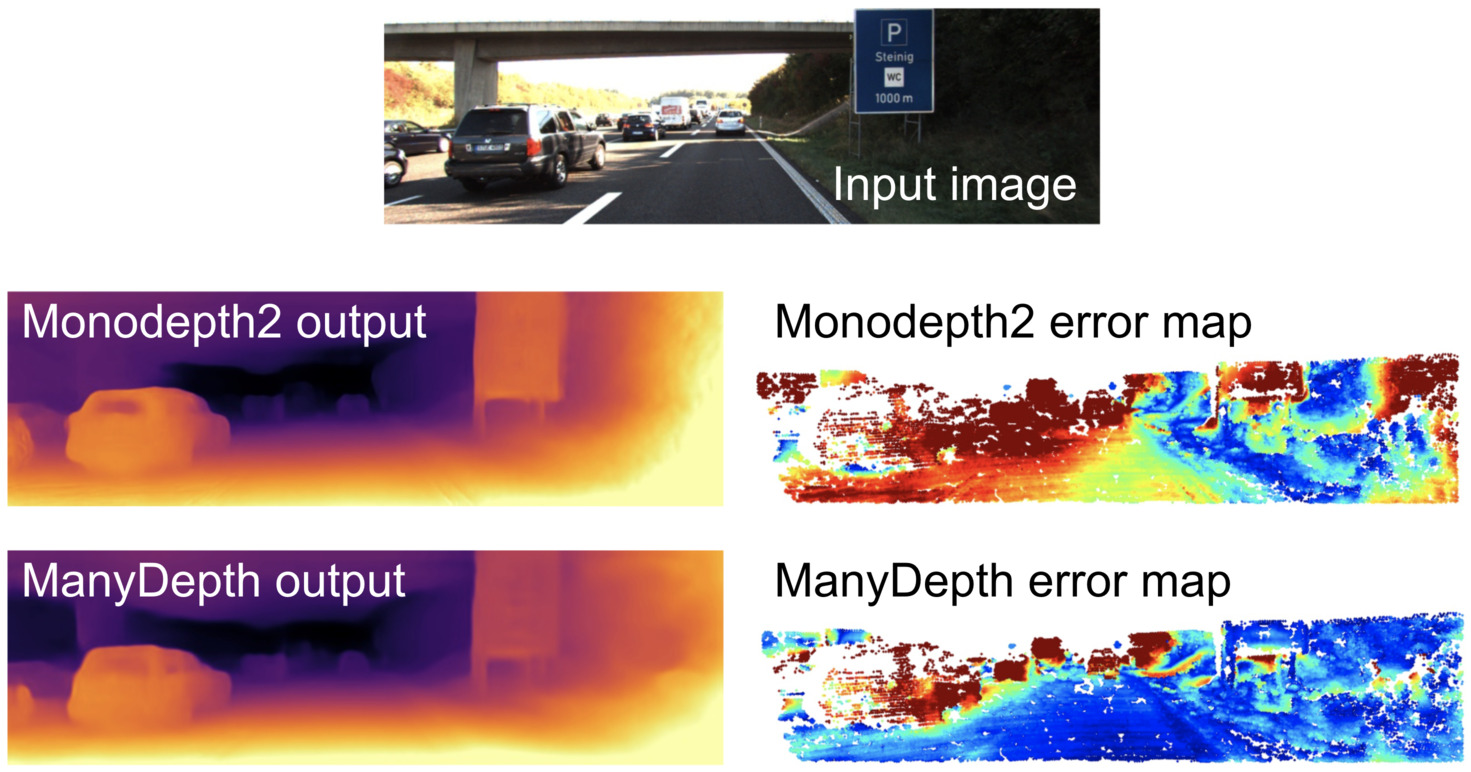 P
Steinig
WC
1000 m
Input image
Monodepth2 output
Monodepth2 error map
ManyDepth output
ManyDepth error map